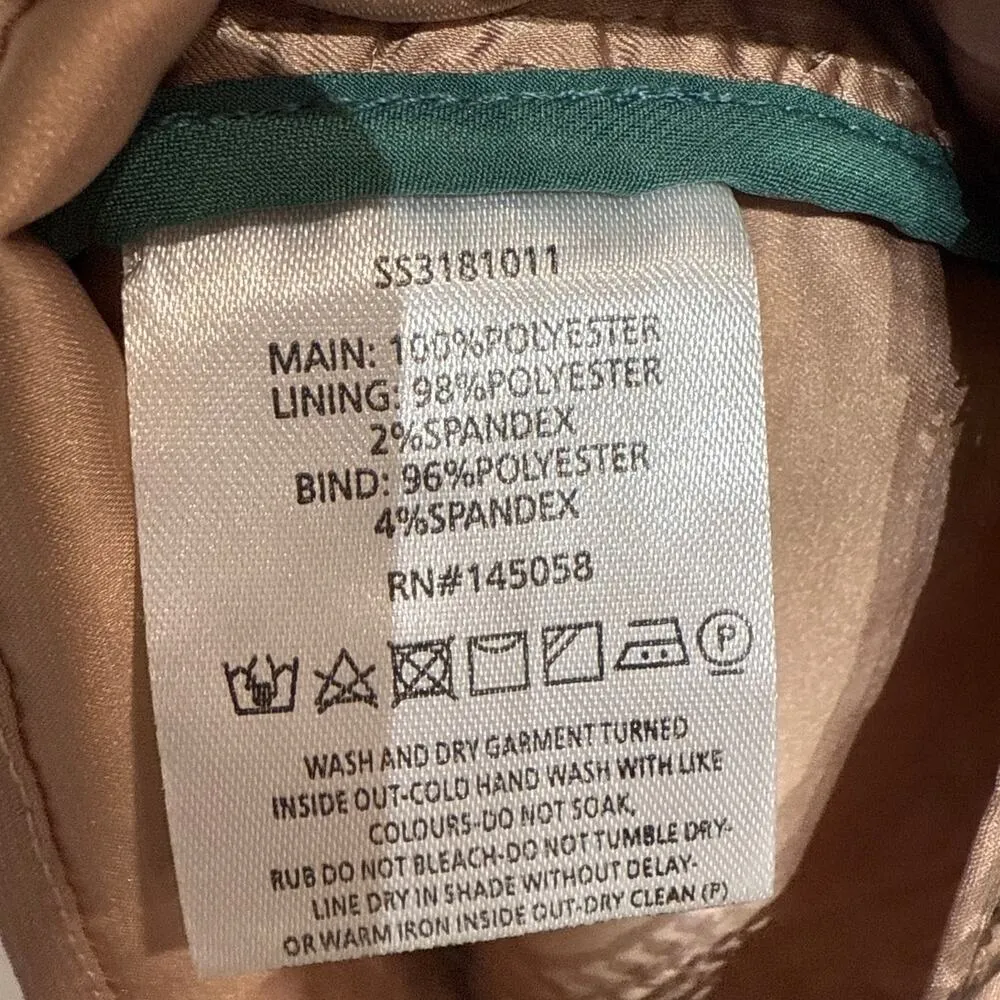 SS3181011
MAIN: 100%POLYESTER
LINING: 98%POLYESTER
2%SPANDEX
BIND: 96%POLYESTER
4%SPANDEX
RN#145058
P
WASH AND DRY GARMENT TURNED
INSIDE OUT-COLD HAND WASH WITH LIKE
COLOURS-DO NOT SOAK,
RUB DO NOT BLEACH-DO NOT TUMBLE DRY-
LINE DRY IN SHADE WITHOUT DELAY-
OR WARM IRON INSIDE OUT-DRY CLEAN (P)